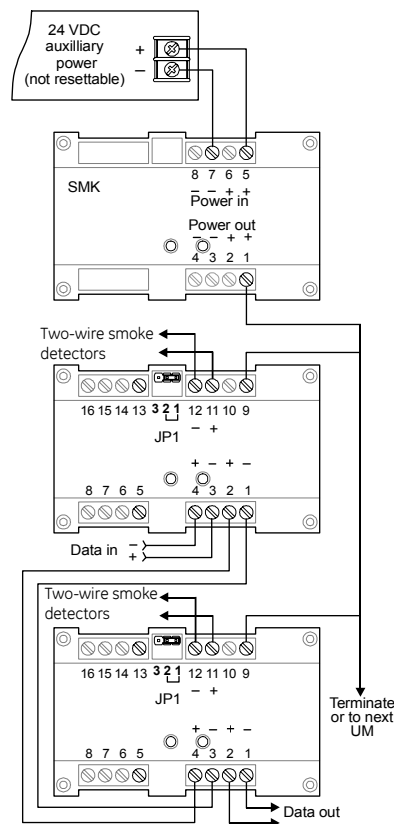 24 VDC
auxilliary
power
(not resettable)
+
–
8 7 6 5
– – + +
SMK
Power in
Power out
– – + +
4 3 2 1
Two-wire smoke
detectors
16 15 14 13 3 2 1 12 11 10 9
JP1
– +
+ – + –
8 7 6 5 4 3 2 1
Data in – +
Two-wire smoke
detectors
16 15 14 13 3 2 1 12 11 10 9
JP1
– +
Terminate
or to next
UM
+ – + –
8 7 6 5 4 3 2 1
Data out